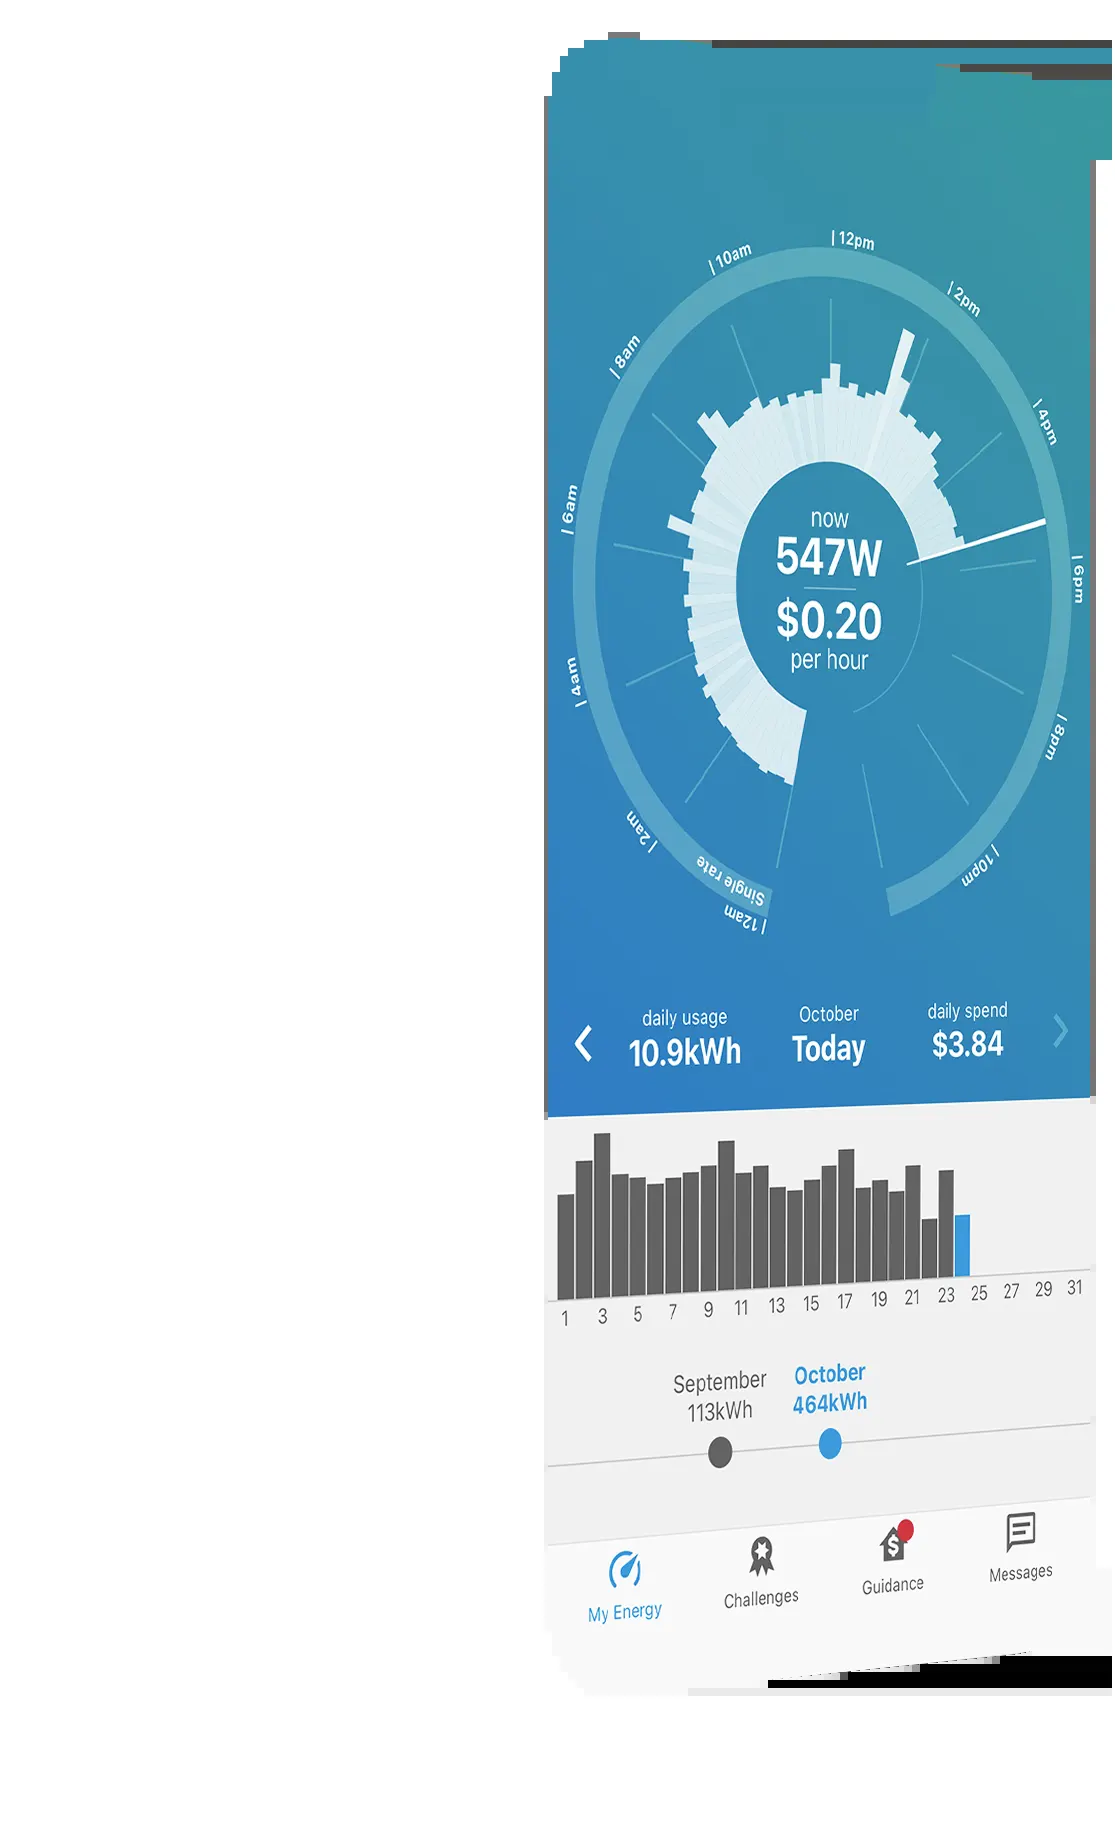 | 12pm
| 10am
| 2pm
| 8am
| 4pm
| 6am
now
547W
$0.20
per hour
| 6pm
| 4am
| 8pm
| 2am
| 10pm
Single rate
| 12am
daily usage
10.9kWh
October
Today
daily spend
$3.84
1 3 5 7 9 11 13 15 17 19 21 23 25 27 29 31
September
113kWh
October
464kWh
$
My Energy
Challenges
Guidance
Messages